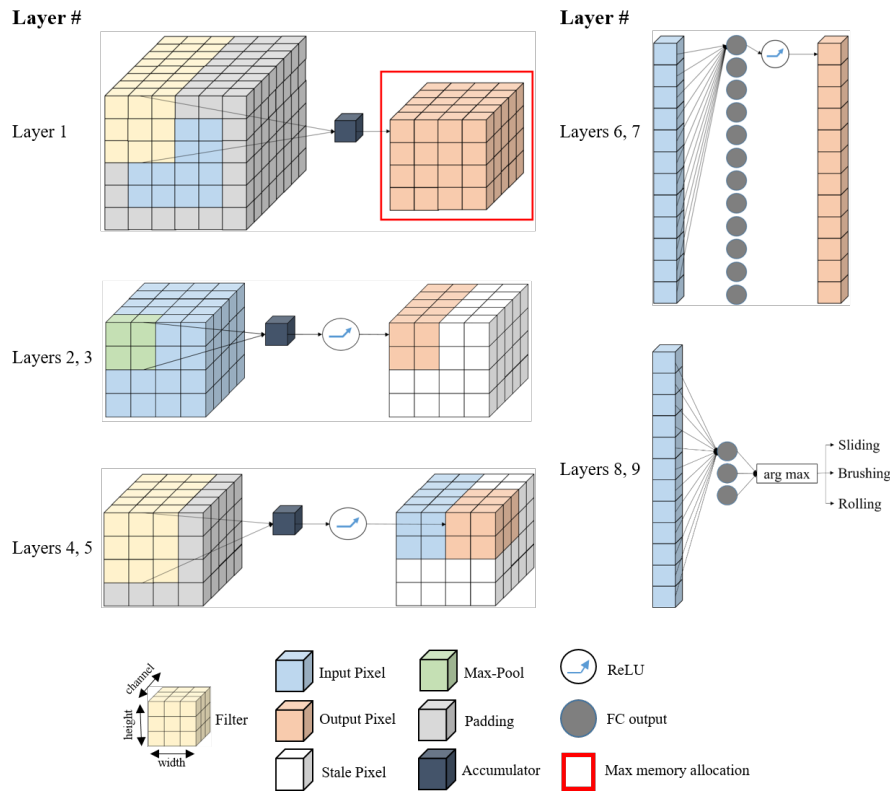 Layer #
Layer 1
Layers 2, 3
Layers 4, 5
Layer #
Layers 6, 7
Layers 8, 9
arg max
Sliding
Brushing
Rolling
channel
height
width
Filter
Input Pixel
Max-Pool
ReLU
Output Pixel
Padding
FC output
Stale Pixel
Accumulator
Max memory allocation